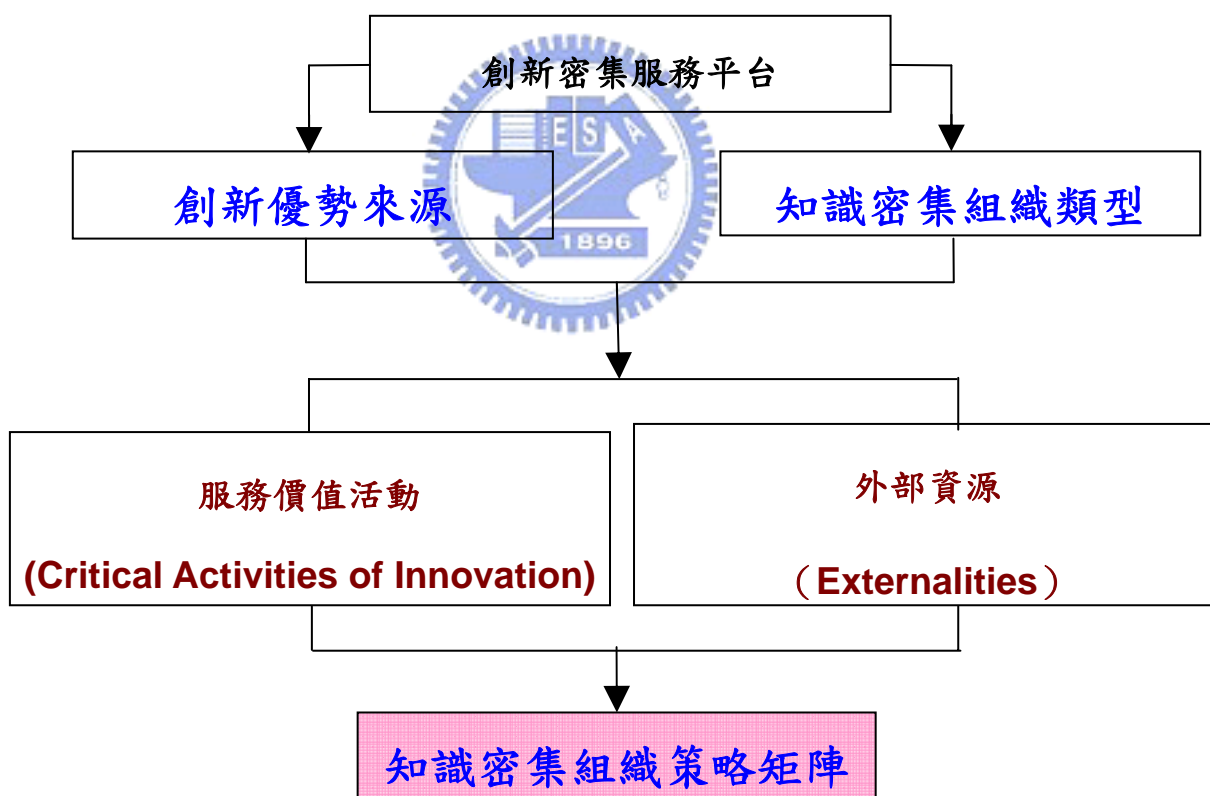 創新密集服務平台
ESA
創新優勢來源
知識密集組織類型
1896
服務價值活動
(Critical Activities of Innovation)
外部資源
（Externalities）
知識密集組織策略矩陣